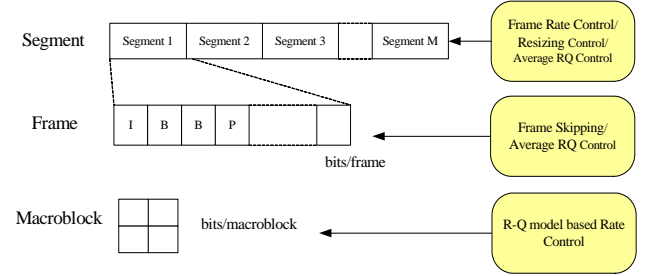 Segment
Segment 1
Segment 2
Segment 3
Segment M
Frame Rate Control/
Resizing Control/
Average RQ Control
Frame
I
B
B
P
bits/frame
Frame Skipping/
Average RQ Control
Macroblock
bits/macroblock
R-Q model based Rate
Control